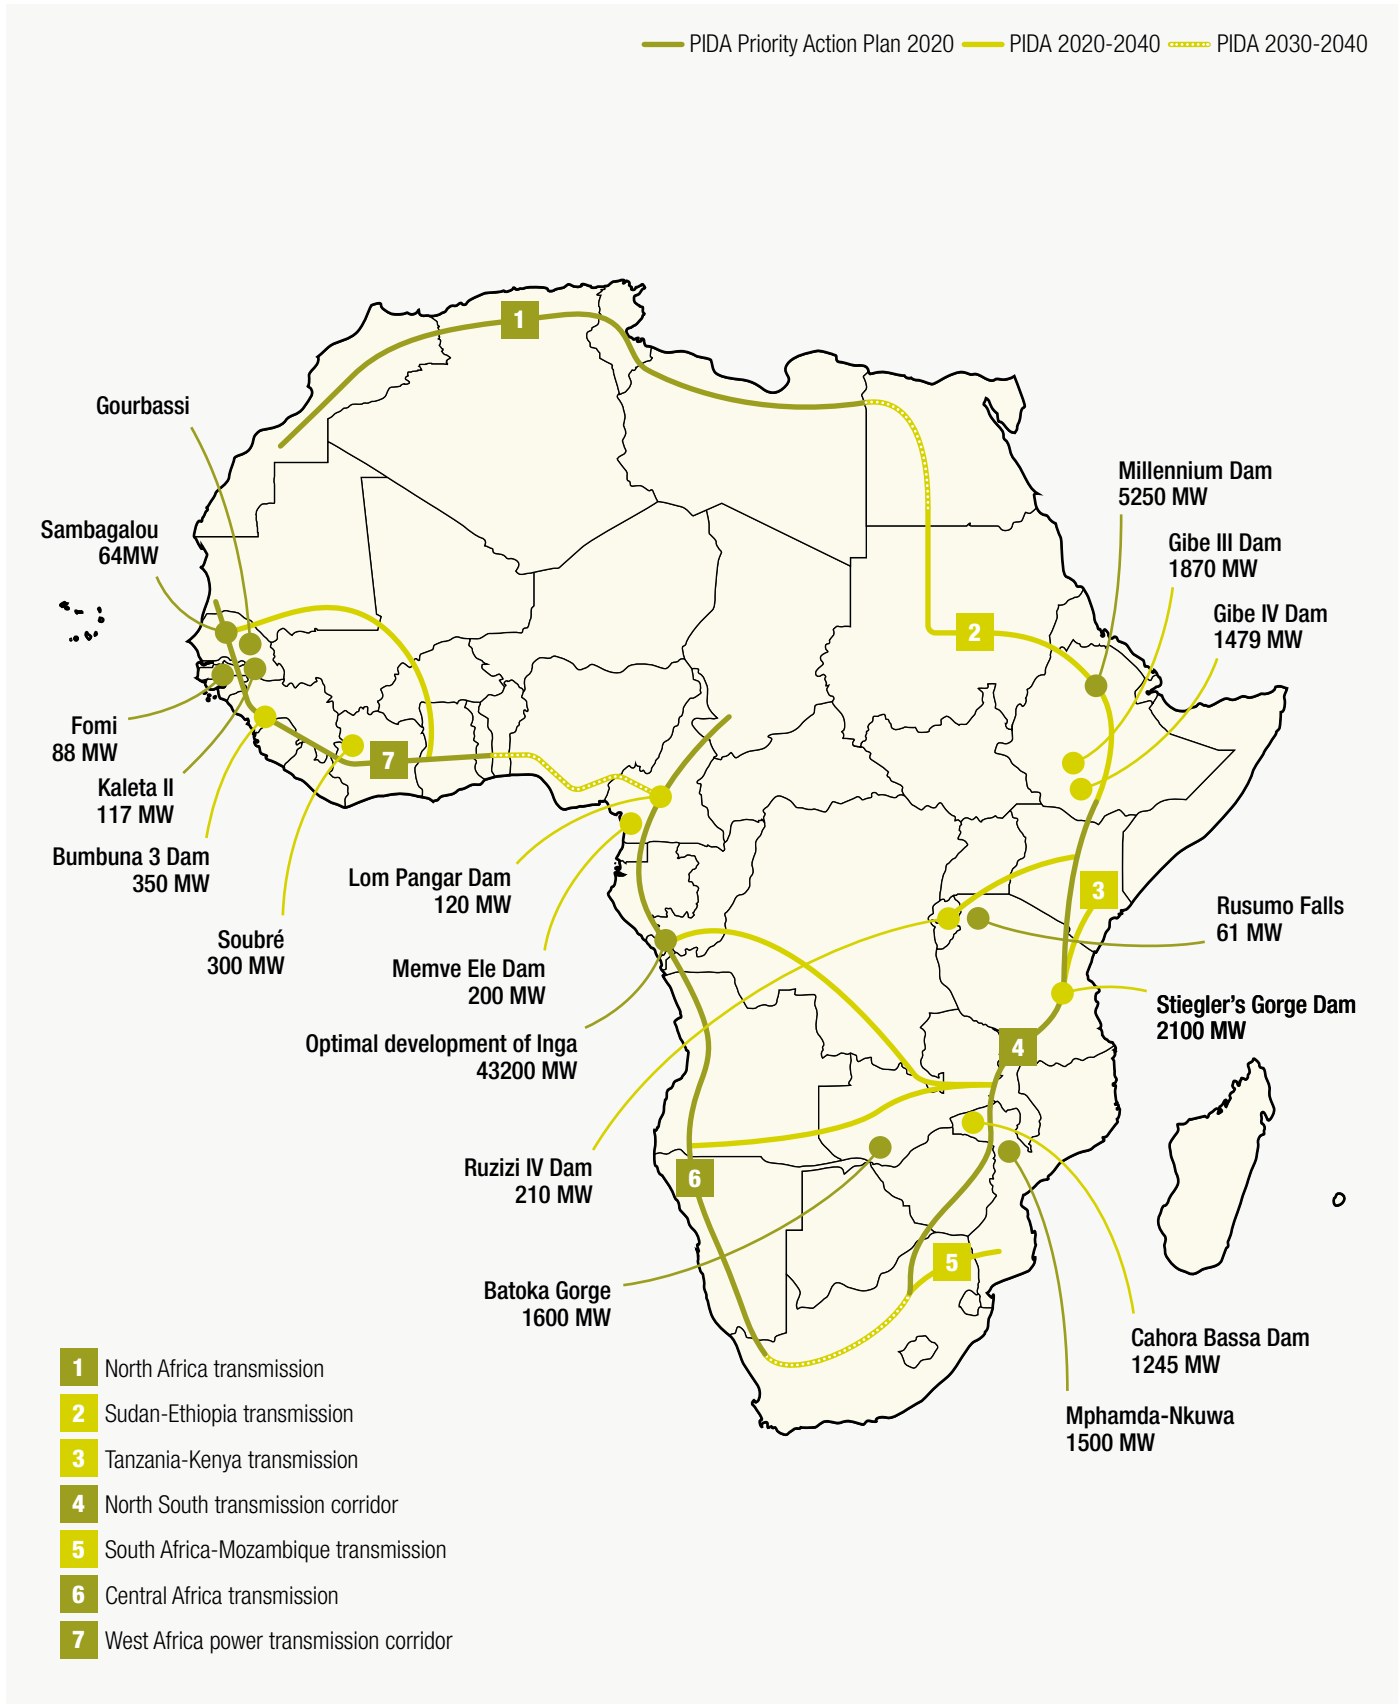 PIDA Priority Action Plan 2020 PIDA 2020-2040 PIDA 2030-2040
1
Gourbassi
Millennium Dam
5250 MW
Sambagalou
64MW
Gibe III Dam
1870 MW
Gibe IV Dam
1479 MW
2
Fomi
88 MW
7
Kaleta II
117 MW
Bumbuna 3 Dam
350 MW
Lom Pangar Dam
120 MW
3
Rusumo Falls
61 MW
Soubré
300 MW
Memve Ele Dam
200 MW
Stiegler’s Gorge Dam
2100 MW
Optimal development of Inga
43200 MW
4
Ruzizi IV Dam
210 MW
6
5
Batoka Gorge
1600 MW
Cahora Bassa Dam
1245 MW
Mphamda-Nkuwa
1500 MW
1 North Africa transmission
2 Sudan-Ethiopia transmission
3 Tanzania-Kenya transmission
4 North South transmission corridor
5 South Africa-Mozambique transmission
6 Central Africa transmission
7 West Africa power transmission corridor